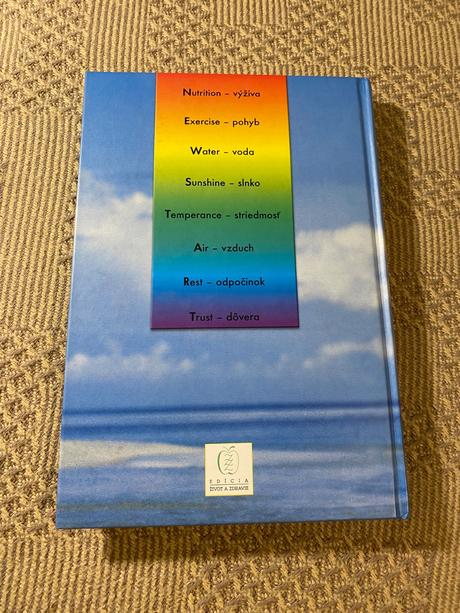 Nutrition – výživa
Exercise – pohyb
Water – voda
Sunshine – slnko
Temperance – striedmosť
Air – vzduch
Rest – odpočinok
Trust – dôvera
EDÍCIA
ŽIVOT A ZDRAVIE